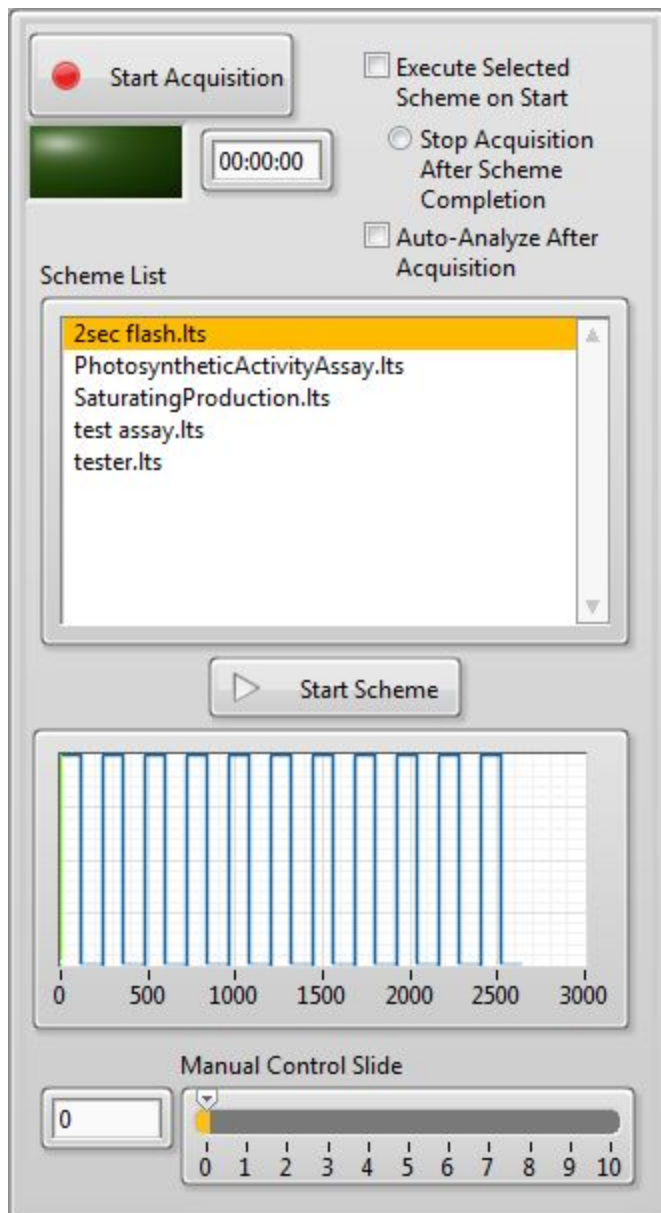 Start Acquisition
Execute Selected
Scheme on Start
00:00:00
Stop Acquisition
After Scheme
Completion
Auto-Analyze After
Acquisition
Scheme List
2sec flash.lts
PhotosyntheticActivityAssay.lts
SaturatingProduction.lts
test assay.lts
tester.lts
Start Scheme
0 500 1000 1500 2000 2500 3000
Manual Control Slide
0
0 1 2 3 4 5 6 7 8 9 10